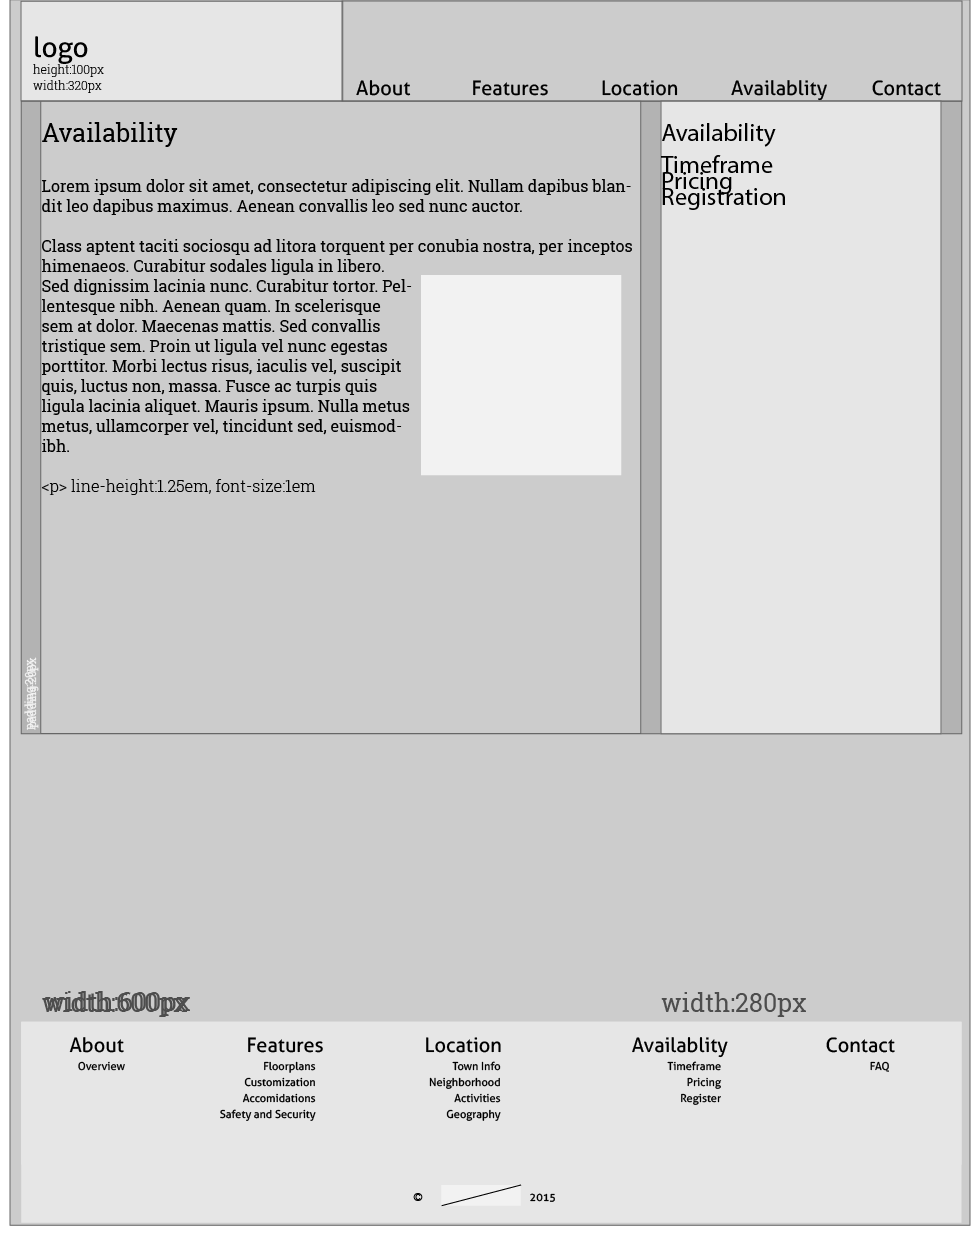 logo
height:100px
width:320px
About Features Location Availablity Contact
Availability
Lorem ipsum dolor sit amet, consectetur adipiscing elit. Nullam dapibus blan-
dit leo dapibus maximus. Aenean convallis leo sed nunc auctor.
Class aptent taciti sociosqu ad litora torquent per conubia nostra, per inceptos
himenaeos. Curabitur sodales ligula in libero.
Sed dignissim lacinia nunc. Curabitur tortor. Pel-
lentesque nibh. Aenean quam. In scelerisque
sem at dolor. Maecenas mattis. Sed convallis
tristique sem. Proin ut ligula vel nunc egestas
porttitor. Morbi lectus risus, iaculis vel, suscipit
quis, luctus non, massa. Fusce ac turpis quis
ligula lacinia aliquet. Mauris ipsum. Nulla metus
metus, ullamcorper vel, tincidunt sed, euismod-
ibh.
<p> line-height:1.25em, font-size:1em
Availability
Timeframe
Pricing
Registration
padding:20px
width:600px
width:280px
About Features Location Availablity Contact
Overview Floorplans Town Info Timeframe FAQ
Customization Neighborhood Pricing
Accomidations Activities Register
Safety and Security Geography
© 2015